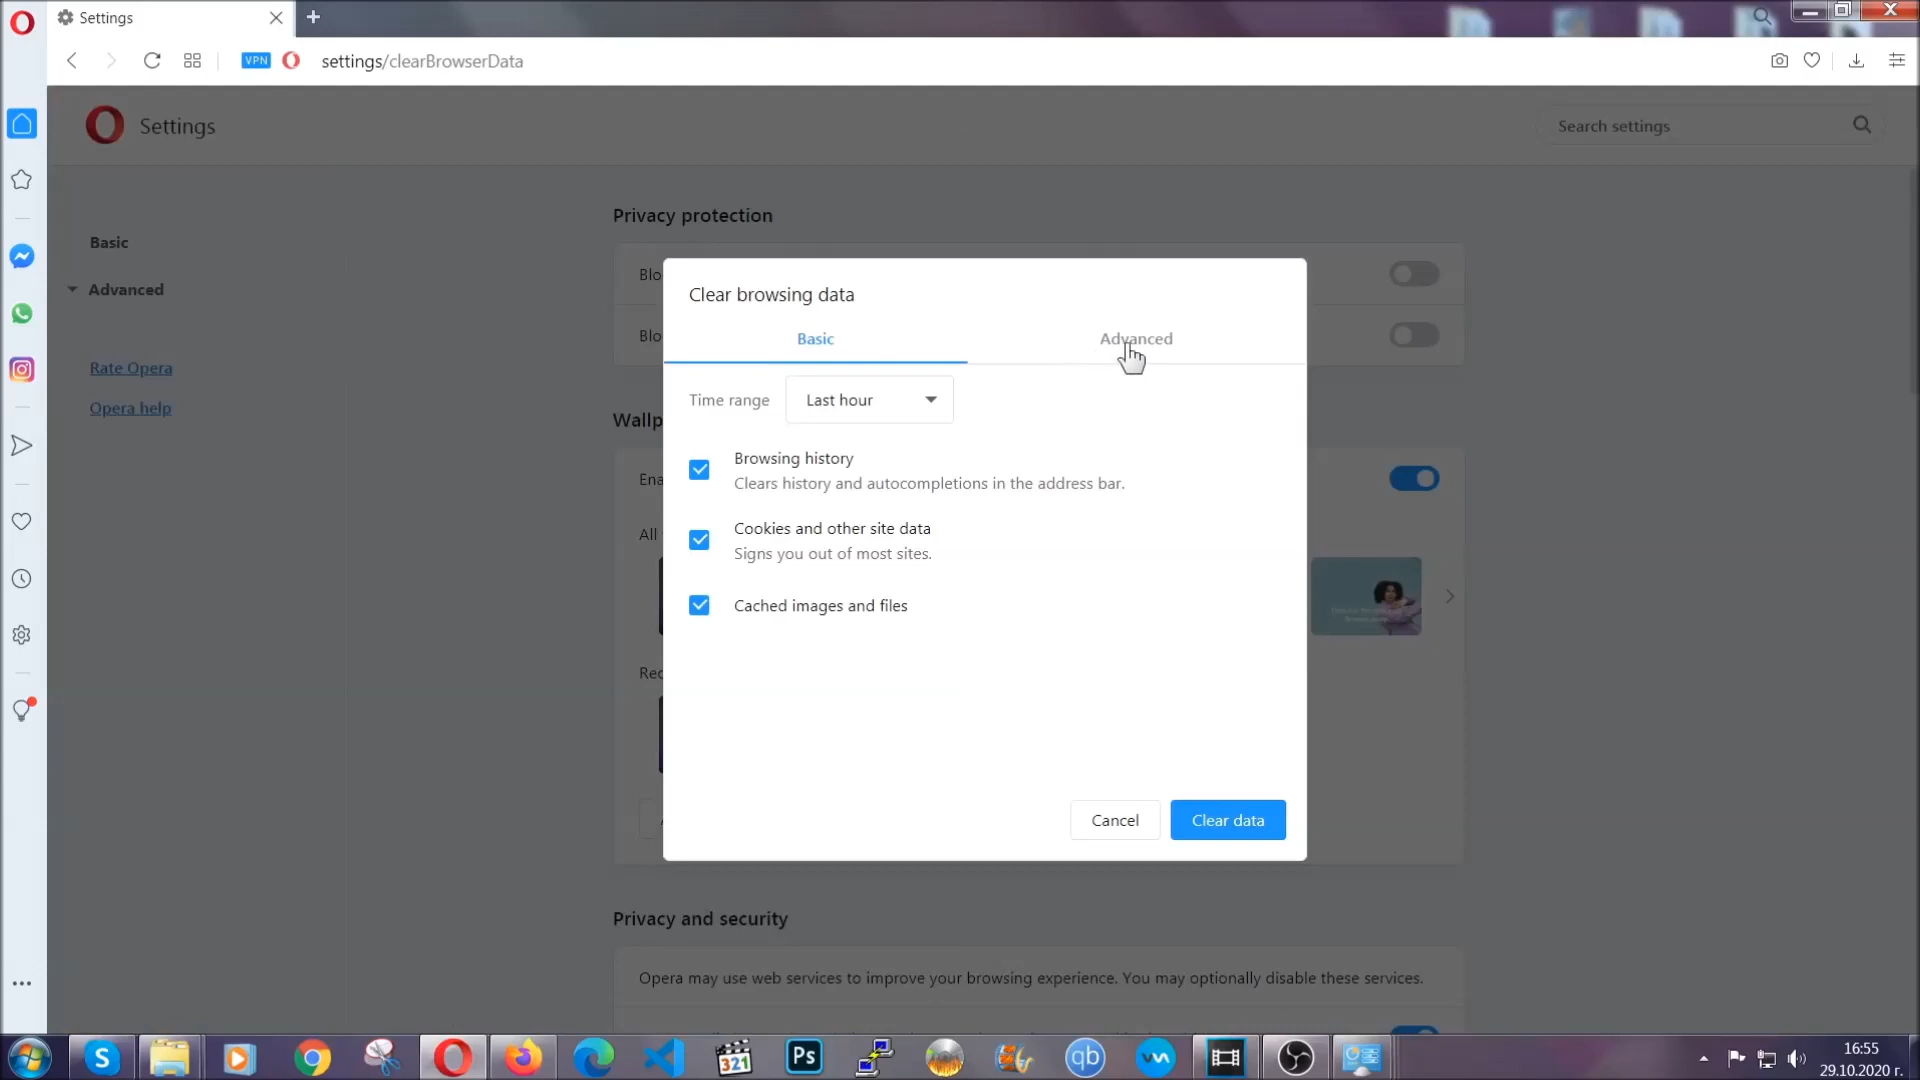 Settings
VPN
settings/clearBrowserData
Settings
Search settings
Basic
Advanced
Rate Opera
Opera help
Privacy protection
Blo
Blo
Wallp
Ena
All
Rec
Clear browsing data
Basic
Advanced
Time range
Last hour
Browsing history
Clears history and autocompletions in the address bar.
Cookies and other site data
Signs you out of most sites.
Cached images and files
Cancel
Clear data
Privacy and security
Opera may use web services to improve your browsing experience. You may optionally disable these services.
S
321
Ps
qb
16:55
29.10.2020 г.